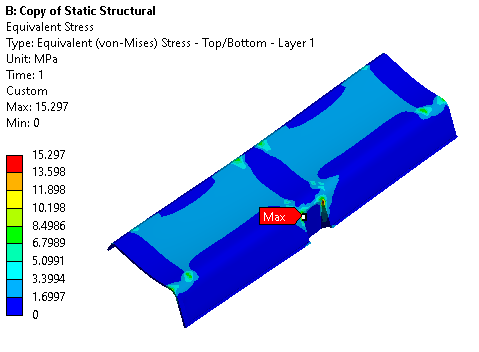 B: Copy of Static Structural
Equivalent Stress
Type: Equivalent (von-Mises) Stress - Top/Bottom - Layer 1
Unit: MPa
Time: 1
Custom
Max: 15.297
Min: 0
15.297
13.598
11.898
10.198
8.4986
6.7989
5.0991
3.3994
1.6997
0
Max